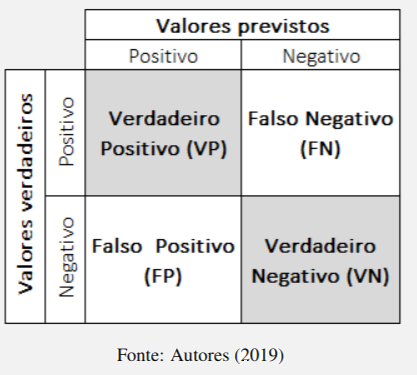 Valores previstos
Positivo Negativo
Valores verdadeiros
Positivo
Verdadeiro
Positivo (VP)
Falso Negativo
(FN)
Negativo
Falso Positivo
(FP)
Verdadeiro
Negativo (VN)
Fonte: Autores (2019)